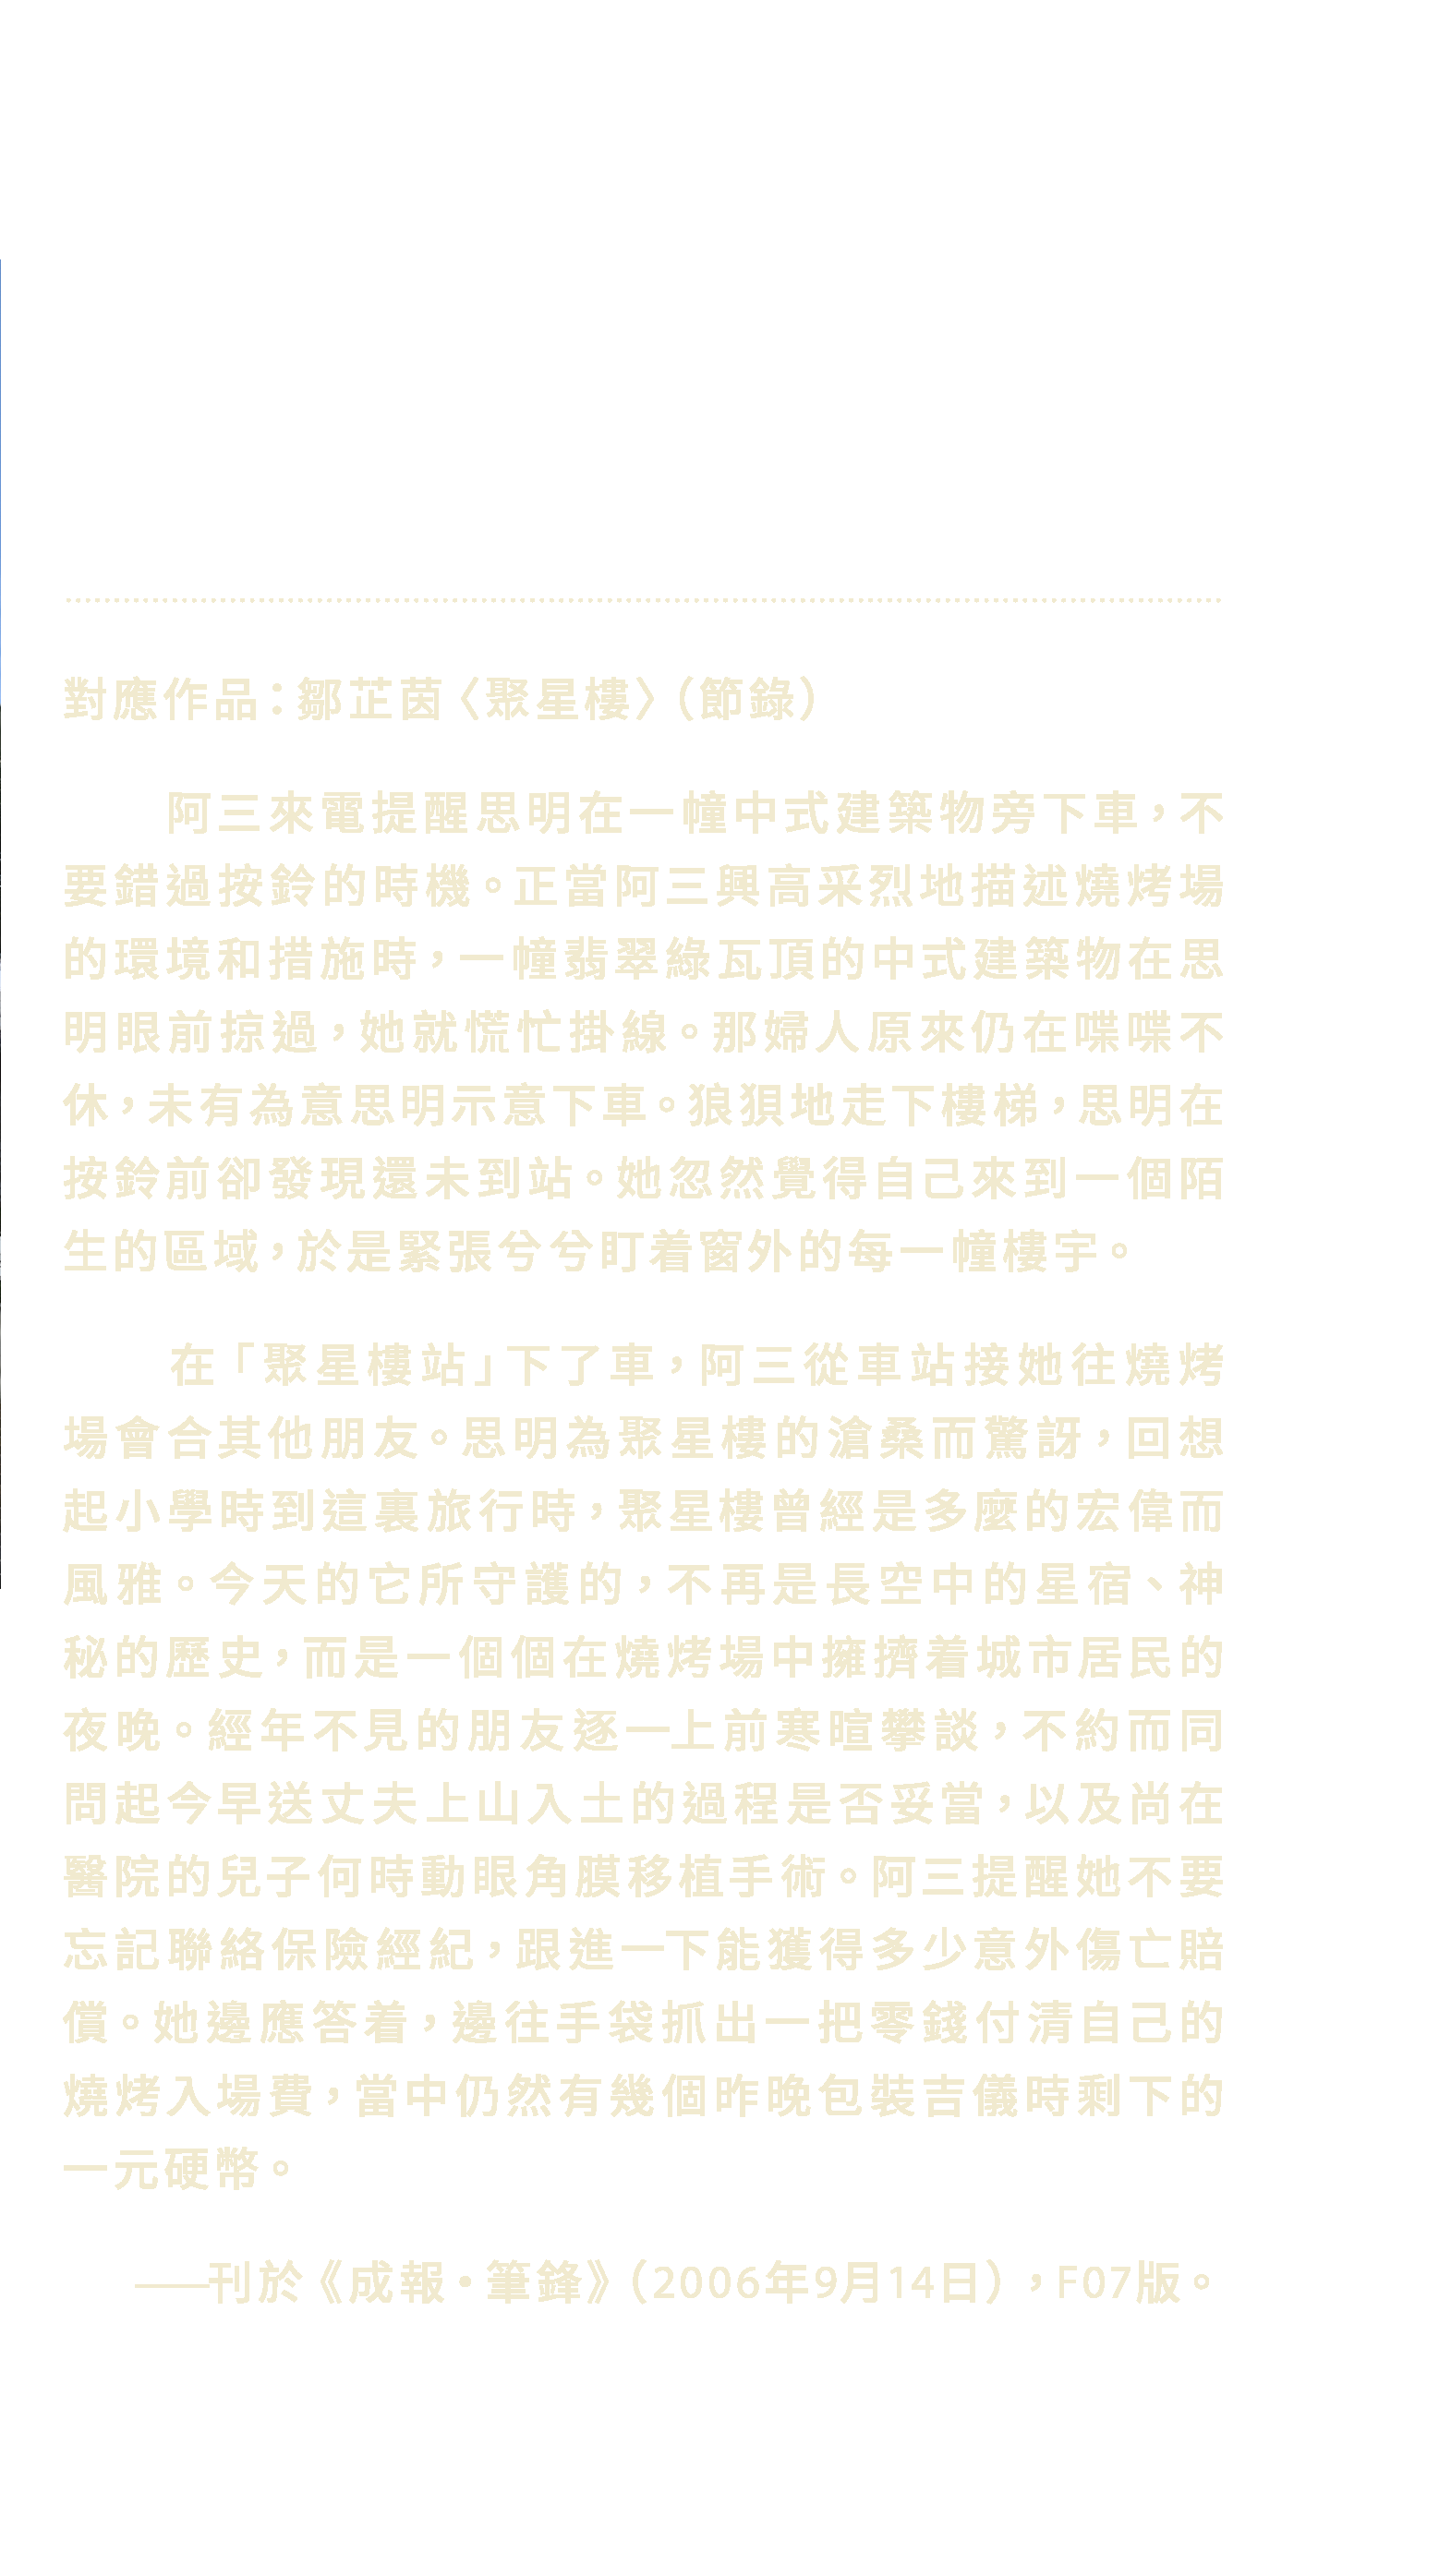 對應作品：鄒芷茵〈聚星樓〉（節錄）
阿三來電提醒思明在一幢中式建築物旁下車，不
要錯過按鈴的時機。正當阿三興高采烈地描述燒烤場
的環境和措施時，一幢翡翠綠瓦頂的中式建築物在思
明眼前掠過，她就慌忙掛線。那婦人原來仍在喋喋不
休，未有為意思明示意下車。狼狽地走下樓梯，思明在
按鈴前卻發現還未到站。她忽然覺得自己來到一個陌
生的區域，於是緊張兮兮盯着窗外的每一幢樓宇。
在「聚星樓站」下了車，阿三從車站接她往燒烤
場會合其他朋友。思明為聚星樓的滄桑而驚訝，回想
起小學時到這裏旅行時，聚星樓曾經是多麼的宏偉而
風雅。今天的它所守護的，不再是長空中的星宿、神
秘的歷史，而是一個個在燒烤場中擁擠着城市居民的
夜晚。經年不見的朋友逐一上前寒暄攀談，不約而同
問起今早送丈夫上山入土的過程是否妥當，以及尚在
醫院的兒子何時動眼角膜移植手術。阿三提醒她不要
忘記聯絡保險經紀，跟進一下能獲得多少意外傷亡賠
償。她邊應答着，邊往手袋抓出一把零錢付清自己的
燒烤入場費，當中仍然有幾個昨晚包裝吉儀時剩下的
一元硬幣。
——刊於《成報・筆鋒》（2006年9月14日），F07版。